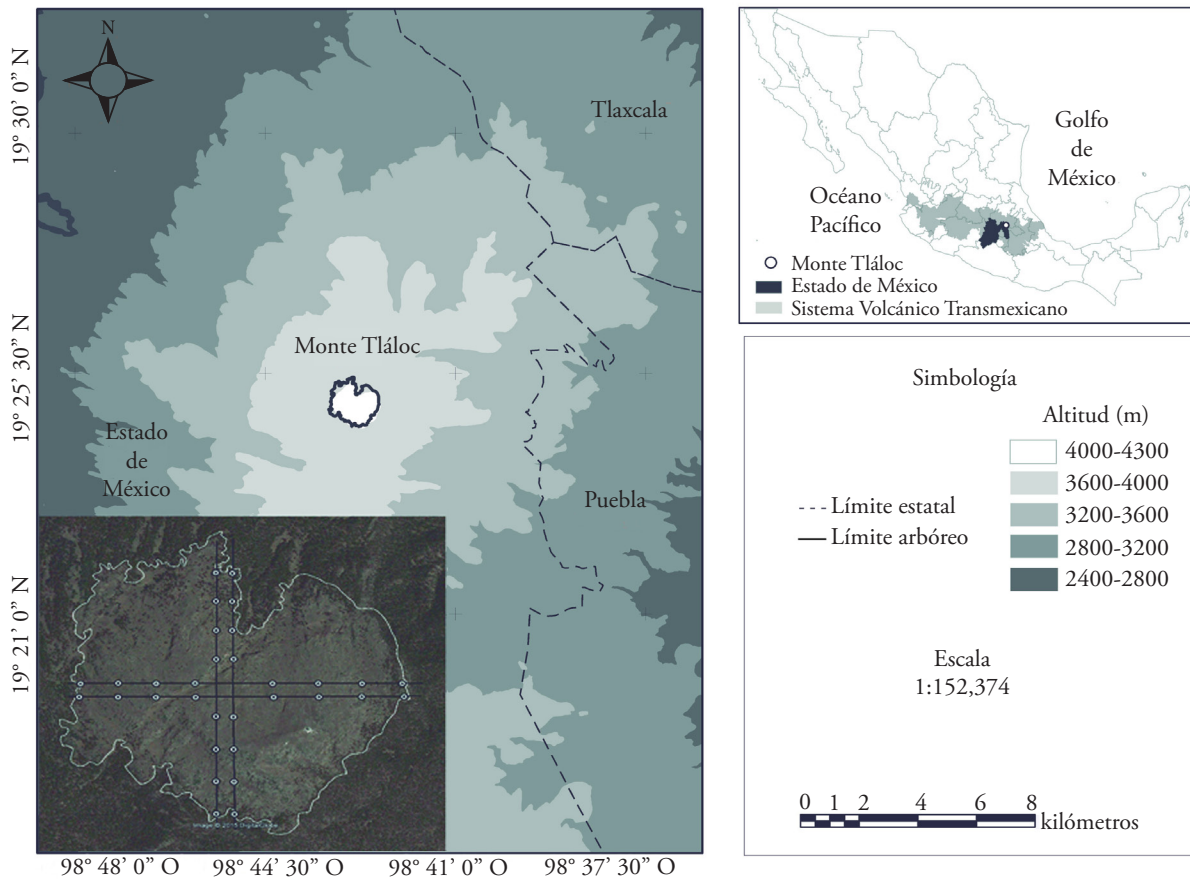 N
19° 30’ 0” N
19° 25’ 30” N
19° 21’ 0” N
Tlaxcala
Monte Tláloc
Estado
de
México
Puebla
98° 48’ 0” O
98° 44’ 30” O
98° 41’ 0” O
98° 37’ 30” O
Golfo
de
México
Océano
Pacífico
Monte Tláloc
Estado de México
Sistema Volcánico Transmexicano
Simbología
Altitud (m)
4000-4300
3600-4000
3200-3600
2800-3200
2400-2800
Límite estatal
Límite arbóreo
Escala
1:152,374
0 1 2 4 6 8
kilómetros